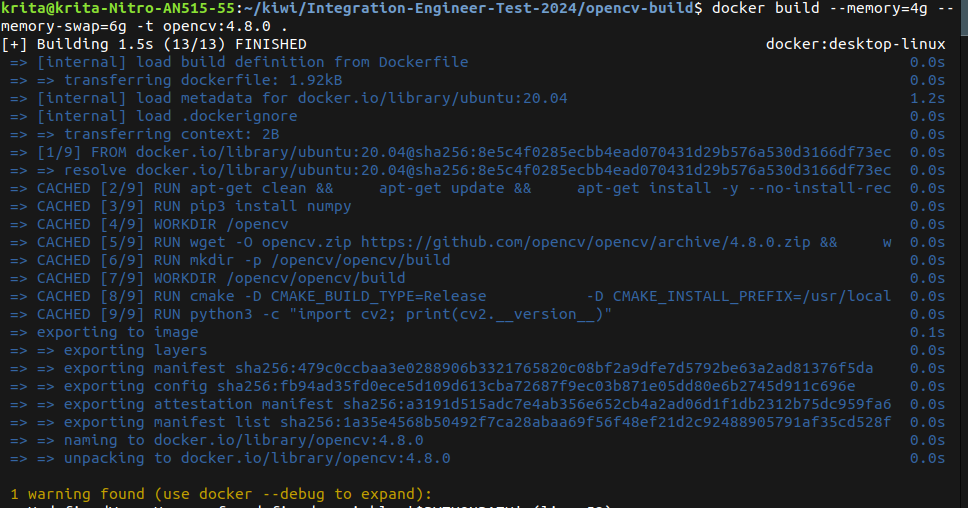 krita@krita-Nitro-AN515-55:~/kiwi/Integration-Engineer-Test-2024/opencv-build$ docker build --memory=4g --
memory-swap=6g -t opencv:4.8.0 .
[+] Building 1.5s (13/13) FINISHED docker:desktop-linux
=> [internal] load build definition from Dockerfile 0.0s
=> => transferring dockerfile: 1.92kB 0.0s
=> [internal] load metadata for docker.io/library/ubuntu:20.04 1.2s
=> [internal] load .dockerignore 0.0s
=> => transferring context: 2B 0.0s
=> [1/9] FROM docker.io/library/ubuntu:20.04@sha256:8e5c4f0285ecbb4ead070431d29b576a530d3166df73ec 0.0s
=> => resolve docker.io/library/ubuntu:20.04@sha256:8e5c4f0285ecbb4ead070431d29b576a530d3166df73ec 0.0s
=> CACHED [2/9] RUN apt-get clean && apt-get update && apt-get install -y --no-install-rec 0.0s
=> CACHED [3/9] RUN pip3 install numpy 0.0s
=> CACHED [4/9] WORKDIR /opencv 0.0s
=> CACHED [5/9] RUN wget -O opencv.zip https://github.com/opencv/opencv/archive/4.8.0.zip && w 0.0s
=> CACHED [6/9] RUN mkdir -p /opencv/opencv/build 0.0s
=> CACHED [7/9] WORKDIR /opencv/opencv/build 0.0s
=> CACHED [8/9] RUN cmake -D CMAKE_BUILD_TYPE=Release -D CMAKE_INSTALL_PREFIX=/usr/local 0.0s
=> CACHED [9/9] RUN python3 -c "import cv2; print(cv2.__version__)" 0.0s
=> exporting to image 0.1s
=> => exporting layers 0.0s
=> => exporting manifest sha256:479c0ccbaa3e0288906b3321765820c08bf2a9dfe7d5792be63a2ad81376f5da 0.0s
=> => exporting config sha256:fb94ad35fd0ece5d109d613cba72687f9ec03b871e05dd80e6b2745d911c696e 0.0s
=> => exporting attestation manifest sha256:a3191d515adc7e4ab356e652cb4a2ad06d1f1db2312b75dc959fa6 0.0s
=> => exporting manifest list sha256:1a35e4568b50492f7ca28abaa69f56f48ef21d2c92488905791af35cd528f 0.0s
=> => naming to docker.io/library/opencv:4.8.0 0.0s
=> => unpacking to docker.io/library/opencv:4.8.0 0.0s
1 warning found (use docker --debug to expand):